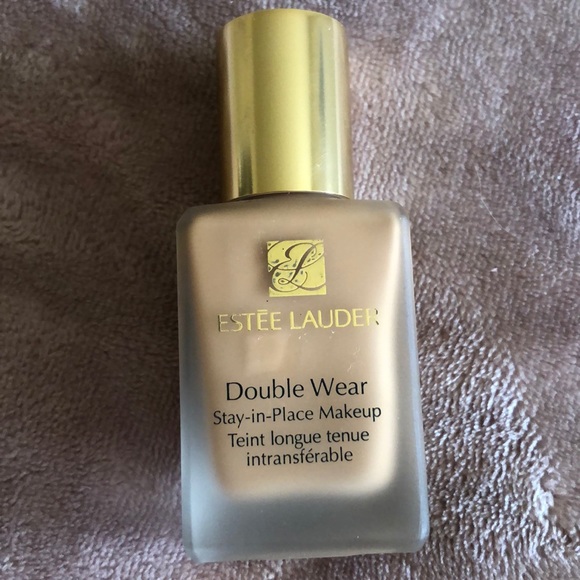 ESTĒE LAUDER
Double Wear
Stay-in-Place Makeup
Teint longue tenue
intransférable